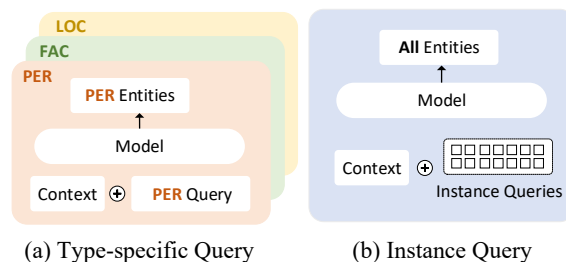 LOC
FAC
PER
PER Entities
Model
Context
PER Query
(a) Type-specific Query
All Entities
Model
Context
Instance Queries
(b) Instance Query